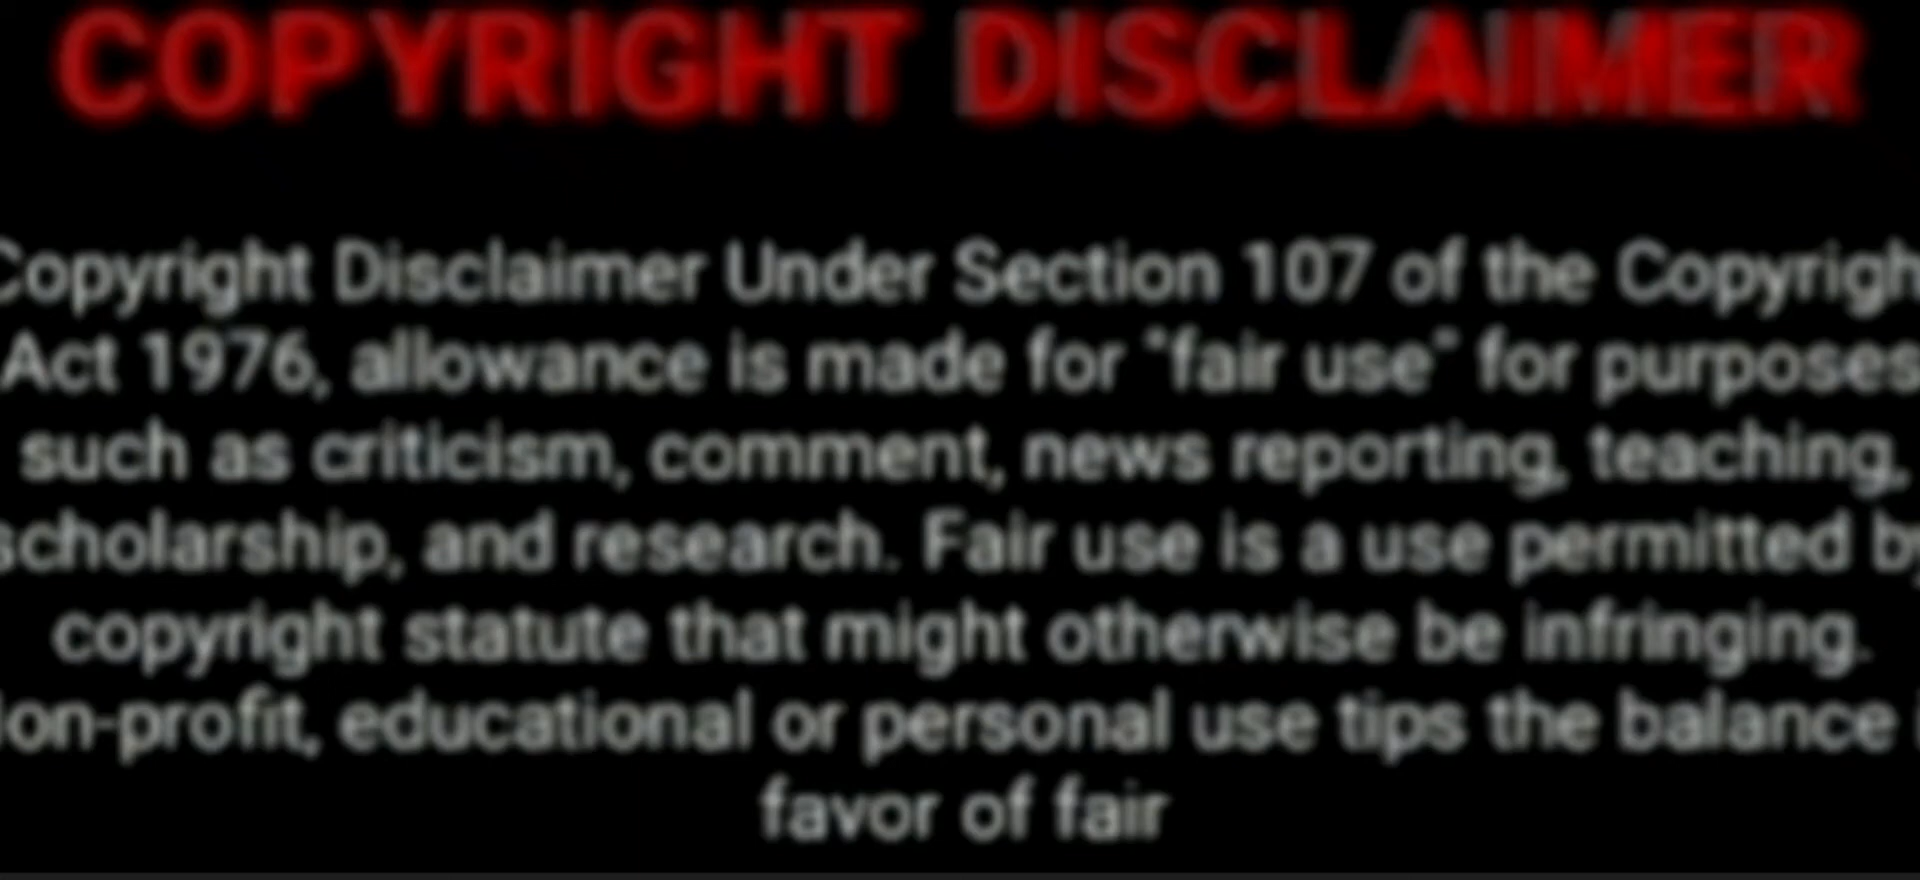 COPYRIGHT DISCLAIMER
Copyright Disclaimer Under Section 107 of the Copyrigh
Act 1976, allowance is made for "fair use" for purposes
such as criticism, comment, news reporting, teaching,
scholarship, and research. Fair use is a use permitted by
copyright statute that might otherwise be infringing.
on-profit, educational or personal use tips the balance
favor of fair